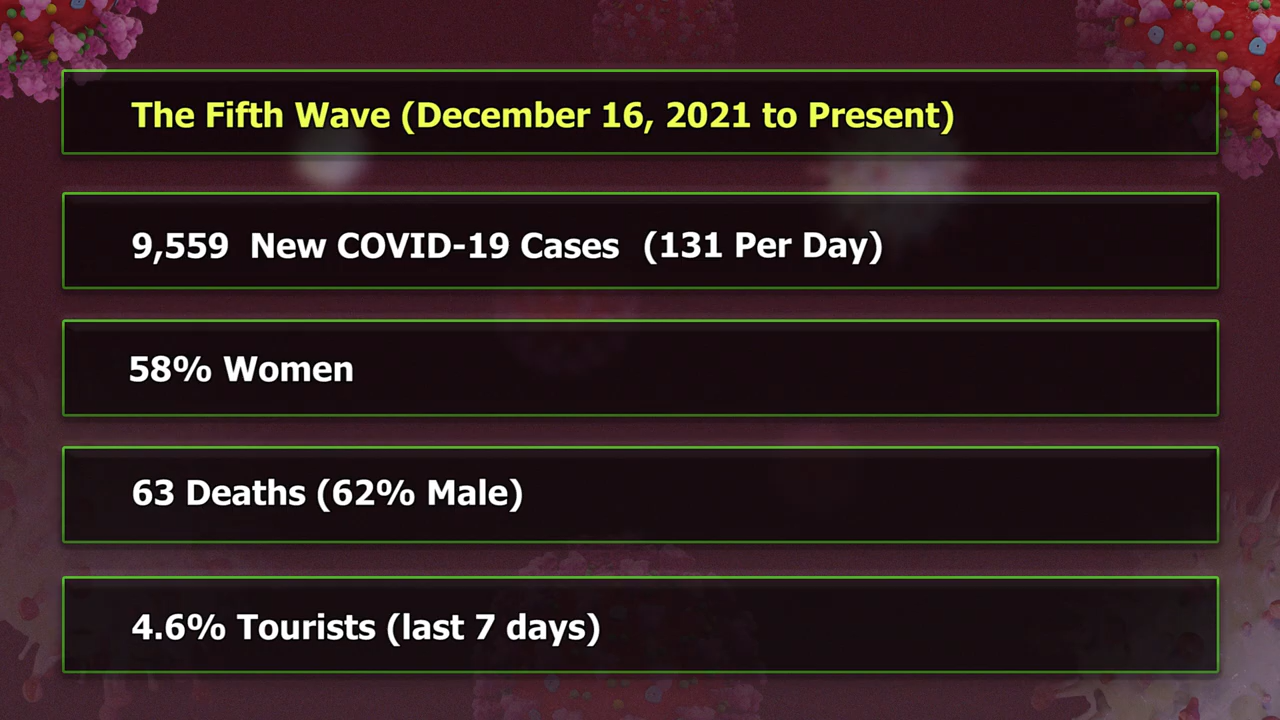 The Fifth Wave (December 16, 2021 to Present)
9,559 New COVID-19 Cases (131 Per Day)
58% Women
63 Deaths (62% Male)
4.6% Tourists (last 7 days)